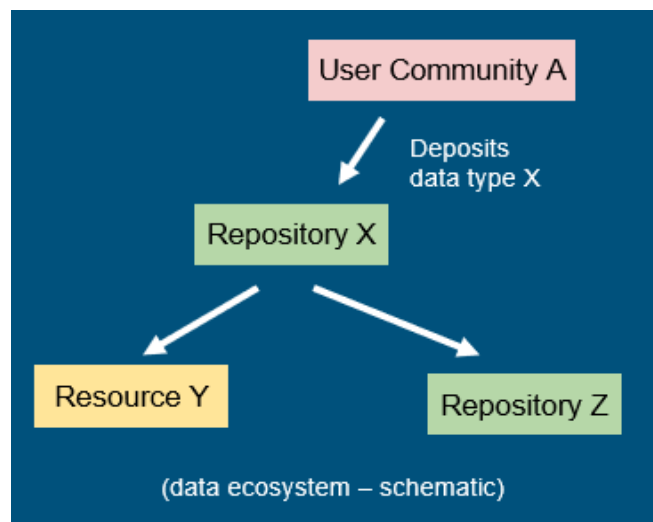 User Community A
Deposits
data type X
Repository X
Resource Y
Repository Z
(data ecosystem – schematic)